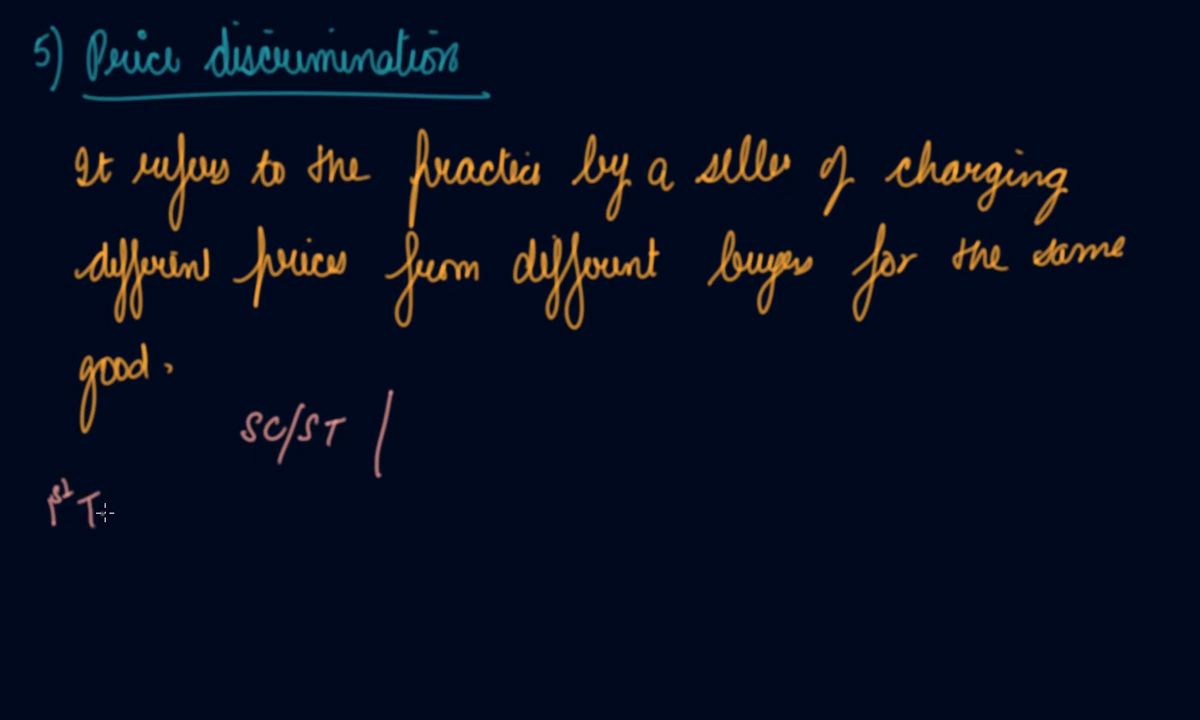 5) Price discrimination
It refers to the practice by a seller of charging
different prices from different buyers for the same
good.
SC/ST |
1st T